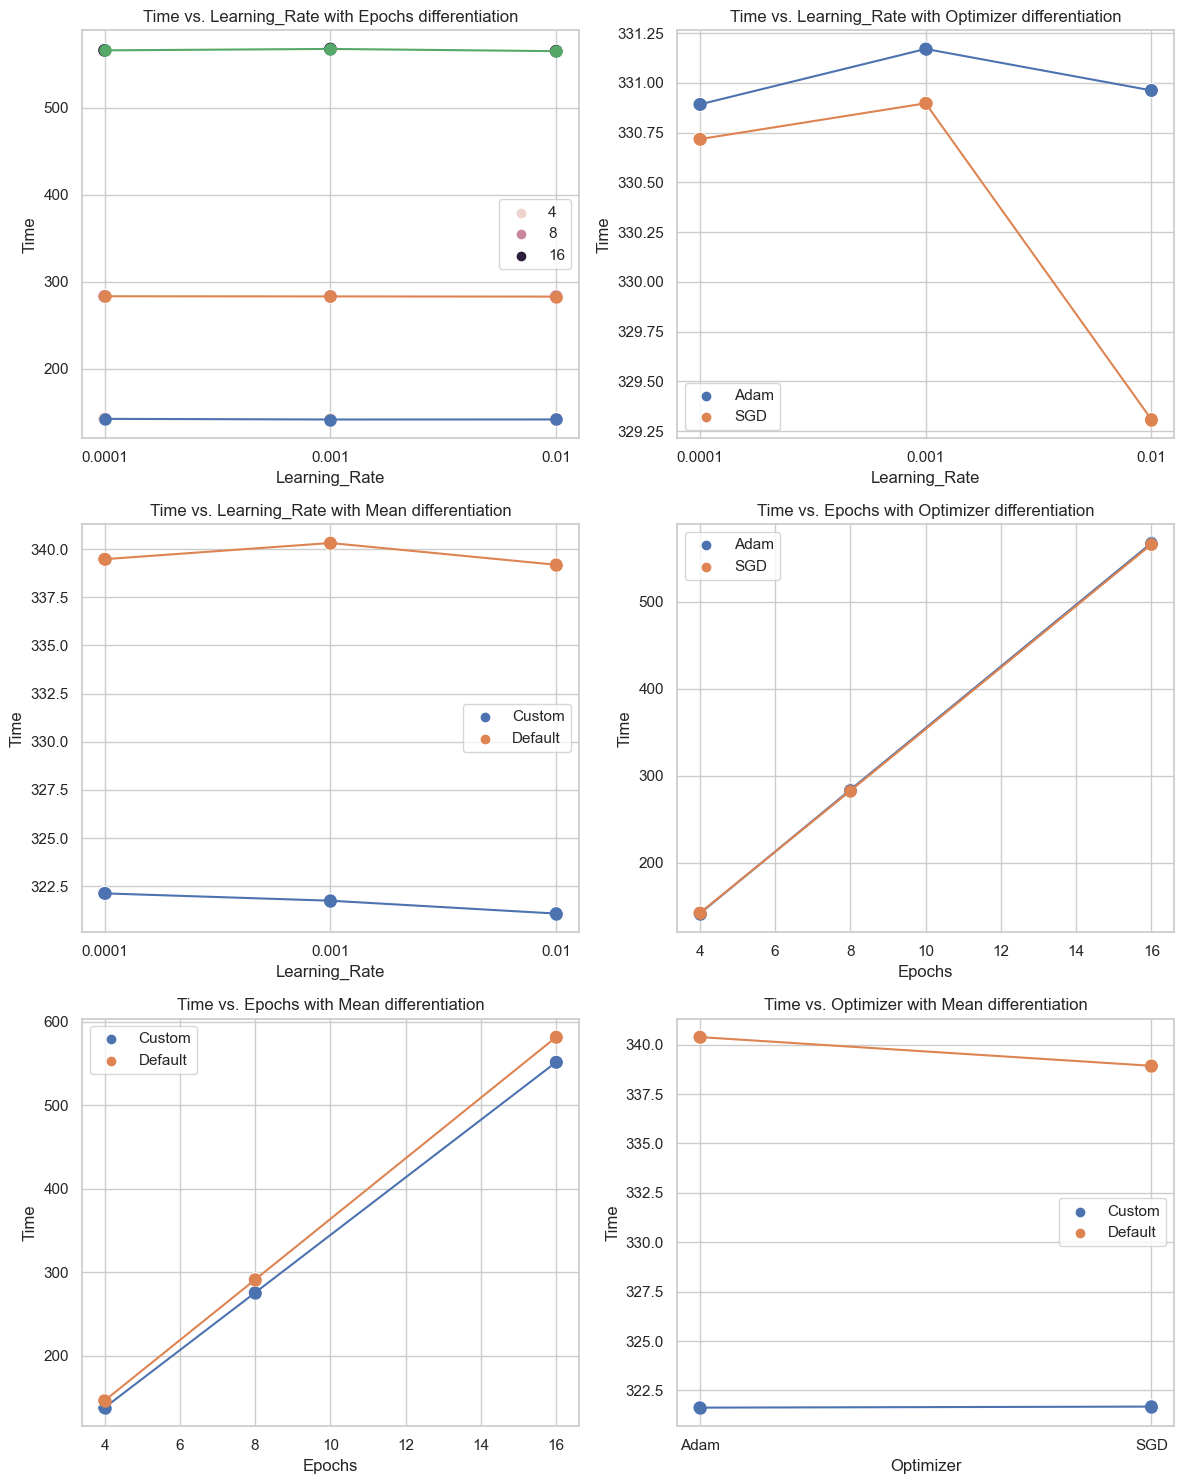 Time vs. Learning_Rate with Epochs differentiation
500
400
300
200
Time
4
8
16
0.0001
0.001
0.01
Learning_Rate
Time vs. Learning_Rate with Optimizer differentiation
331.25
331.00
330.75
330.50
330.25
330.00
329.75
329.50
329.25
Time
Adam
SGD
0.0001
0.001
0.01
Learning_Rate
Time vs. Learning_Rate with Mean differentiation
340.0
337.5
335.0
332.5
330.0
327.5
325.0
322.5
Time
Custom
Default
0.0001
0.001
0.01
Learning_Rate
Time vs. Epochs with Optimizer differentiation
Adam
SGD
500
400
300
200
Time
4
6
8
10
12
14
16
Epochs
Time vs. Epochs with Mean differentiation
Custom
Default
600
500
400
300
200
Time
4
6
8
10
12
14
16
Epochs
Time vs. Optimizer with Mean differentiation
340.0
337.5
335.0
332.5
330.0
327.5
325.0
322.5
Time
Custom
Default
Adam
SGD
Optimizer